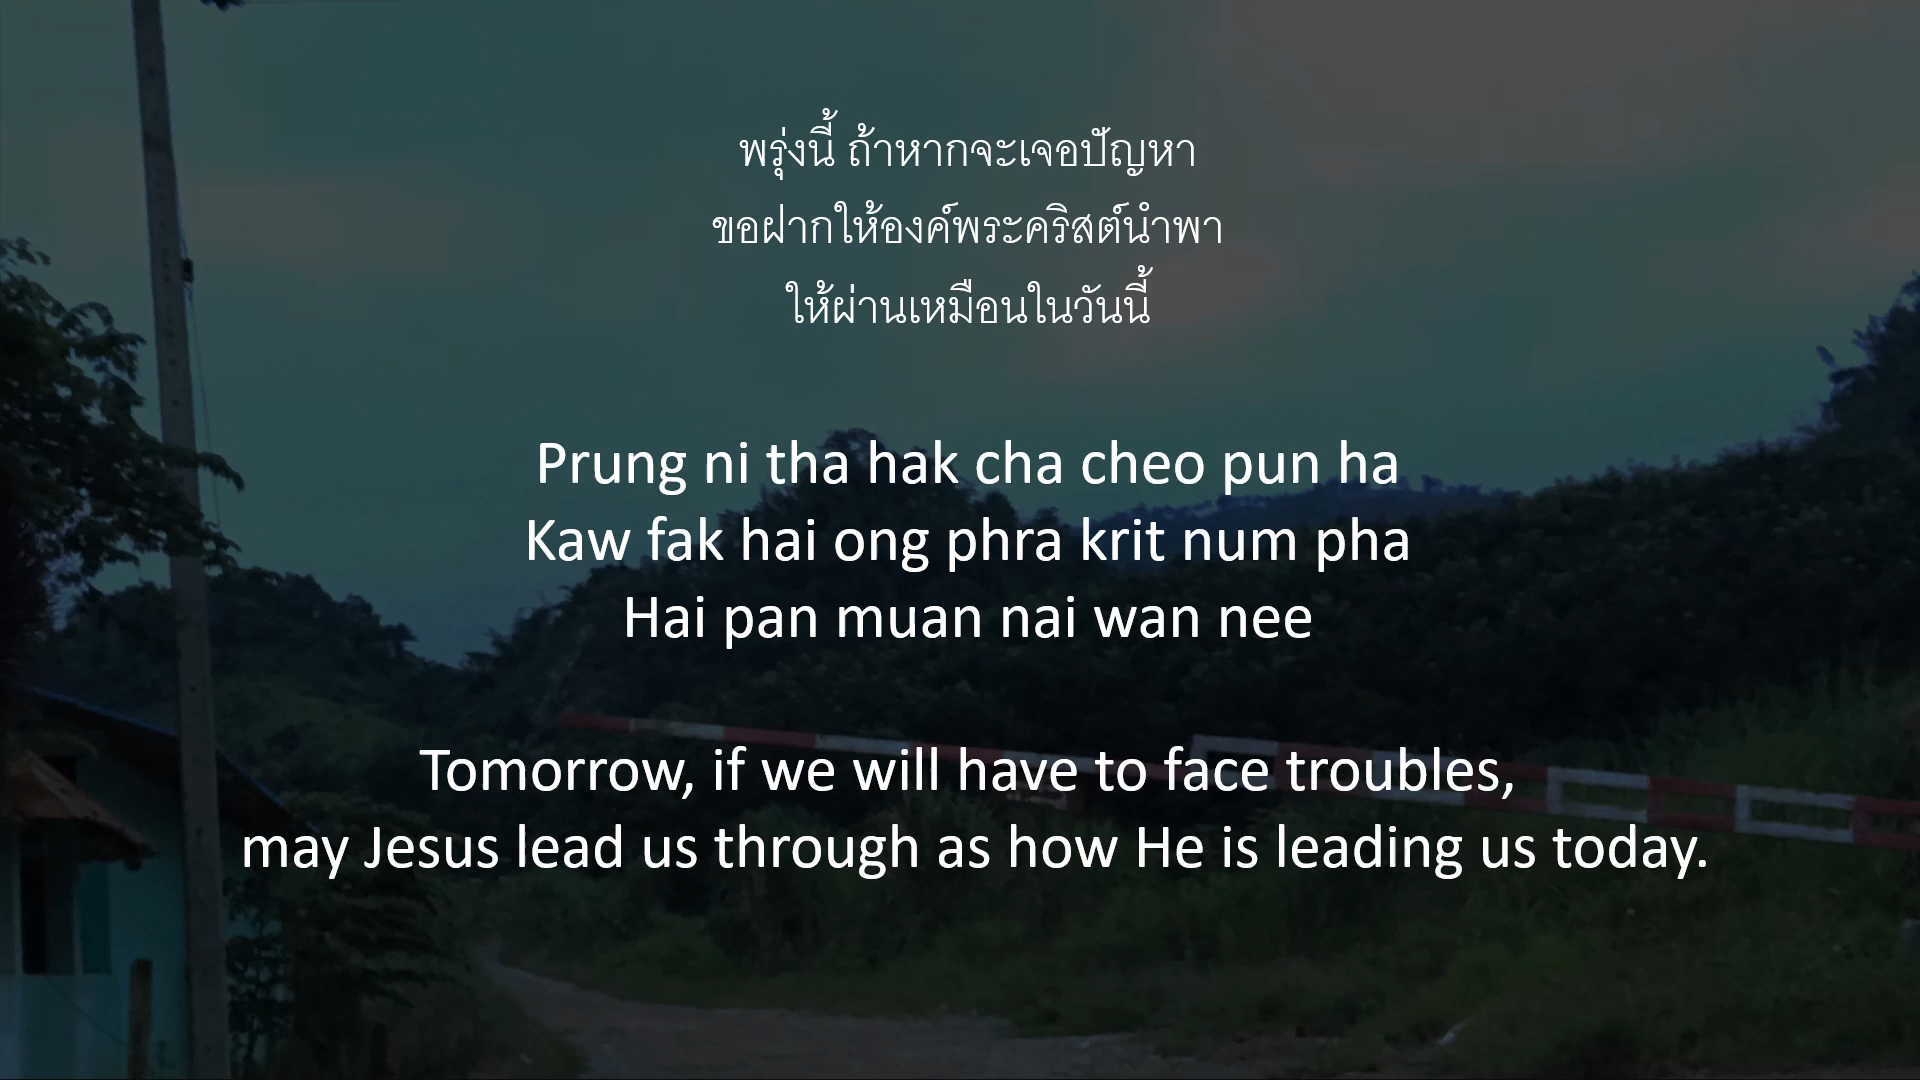 พรุ่งนี้ ถ้าหากจะเจอปัญหา
ขอฝากให้องค์พระคริสต์นำพา
ให้ผ่านเหมือนในวันนี้
Prung ni tha hak cha cheo pun ha
Kaw fak hai ong phra krit num pha
Hai pan muan nai wan nee
Tomorrow, if we will have to face troubles,
may Jesus lead us through as how He is leading us today.